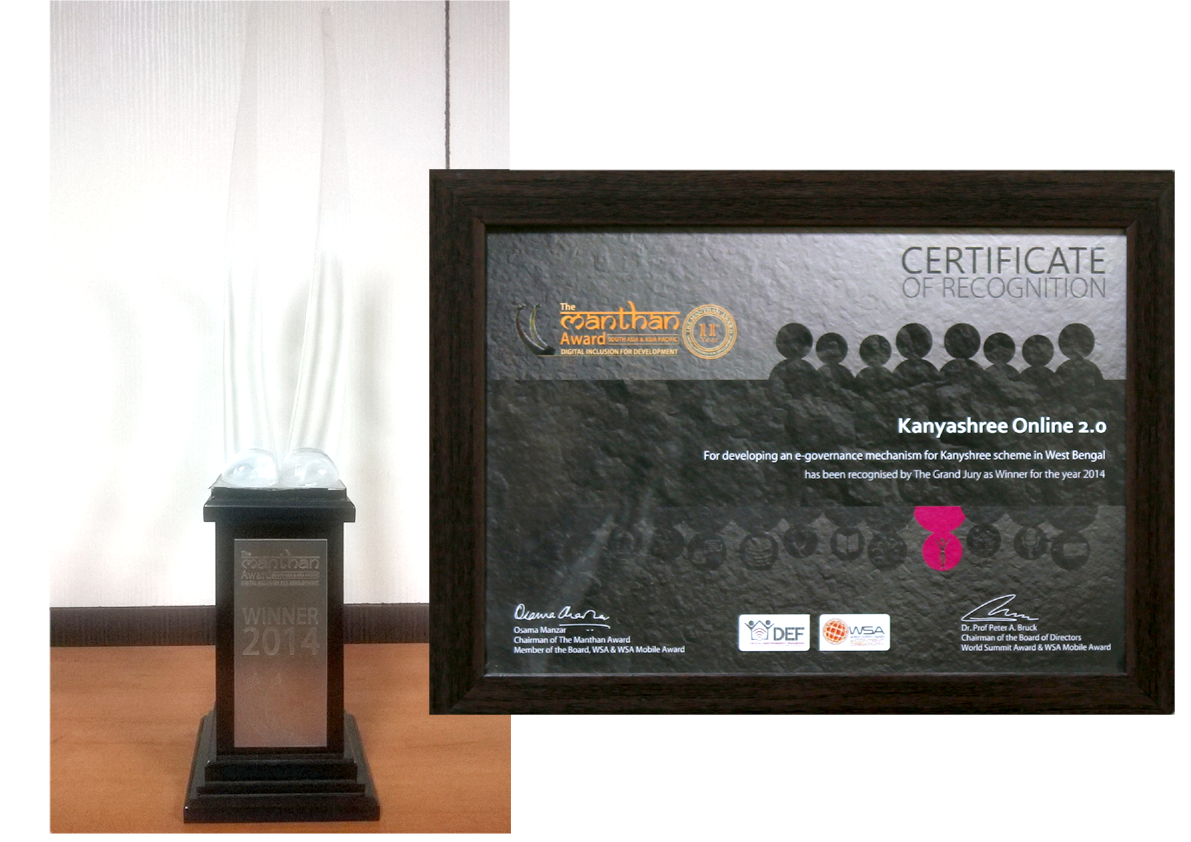 The
manthan
Award
DIGITAL INCLUSION FOR DEVELOPMENT
WINNER
2014
CERTIFICATE
OF RECOGNITION
The
manthan
Award SOUTH ASIA & ASIA PACIFIC
DIGITAL INCLUSION FOR DEVELOPMENT
Kanyashree Online 2.0
For developing an e-governance mechanism for Kanyshree scheme in West Bengal
has been recognised by The Grand Jury as Winner for the year 2014
Osama Manzar
Chairman of The Manthan Award
Member of the Board, WSA & WSA Mobile Award
DEF
WSA
Dr. Prof Peter A. Bruck
Chairman of the Board of Directors
World Summit Award & WSA Mobile Award